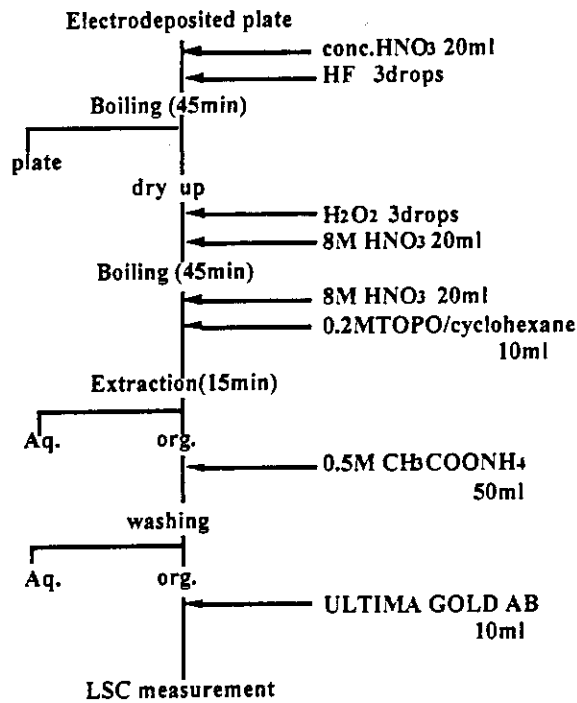 Electrodeposited plate
conc.HNO3 20ml
HF 3drops
Boiling (45min)
plate
dry up
H2O2 3drops
8M HNO3 20ml
Boiling (45min)
8M HNO3 20ml
0.2MTOPO/cyclohexane
10ml
Extraction(15min)
Aq. org.
0.5M CH3COONH4
50ml
washing
Aq. org.
ULTIMA GOLD AB
10ml
LSC measurement